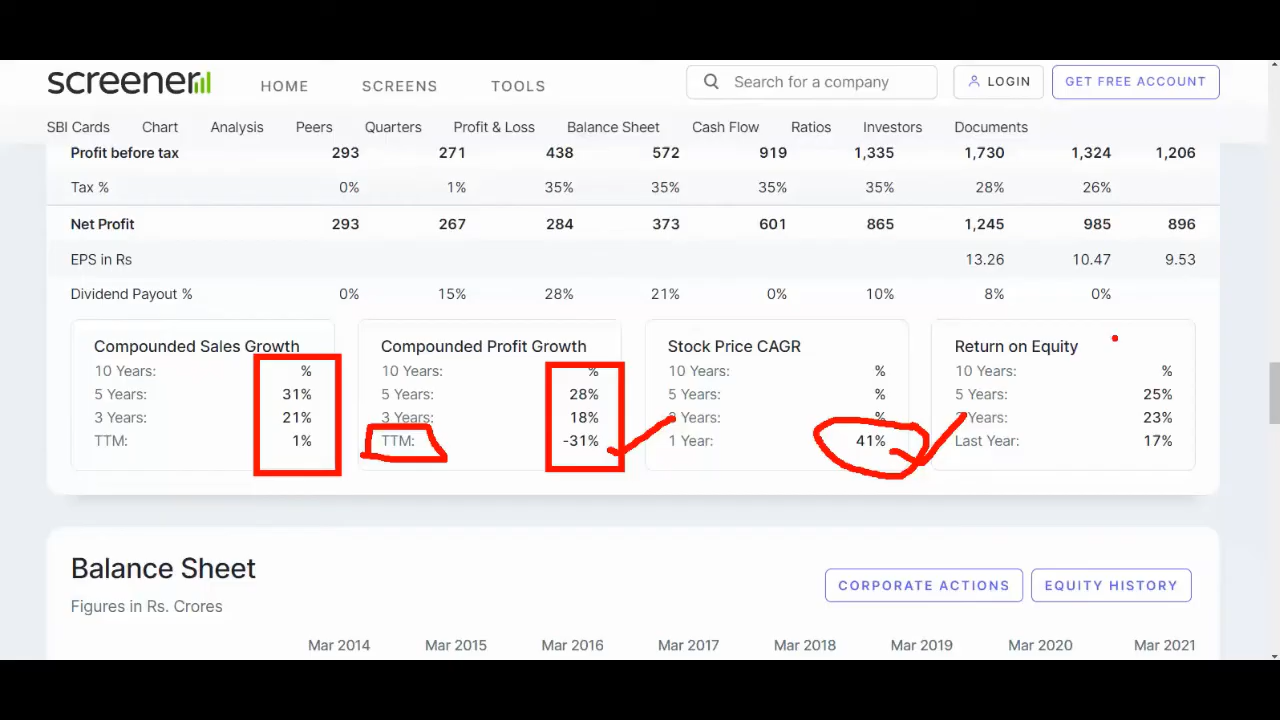 screener
HOME SCREENS TOOLS Search for a company LOGIN GET FREE ACCOUNT
SBI Cards Chart Analysis Peers Quarters Profit & Loss Balance Sheet Cash Flow Ratios Investors Documents
Profit before tax 293 271 438 572 919 1,335 1,730 1,324 1,206
Tax % 0% 1% 35% 35% 35% 35% 28% 26%
Net Profit 293 267 284 373 601 865 1,245 985 896
EPS in Rs 13.26 10.47 9.53
Dividend Payout % 0% 15% 28% 21% 0% 10% 8% 0%
Compounded Sales Growth
10 Years: %
5 Years: 31%
3 Years: 21%
TTM: 1%
Compounded Profit Growth
10 Years: %
5 Years: 28%
3 Years: 18%
TTM: -31%
Stock Price CAGR
10 Years: %
5 Years: %
Years: %
1 Year: 41%
Return on Equity
10 Years: %
5 Years: 25%
Years: 23%
Last Year: 17%
Balance Sheet
Figures in Rs. Crores
CORPORATE ACTIONS EQUITY HISTORY
Mar 2014 Mar 2015 Mar 2016 Mar 2017 Mar 2018 Mar 2019 Mar 2020 Mar 2021